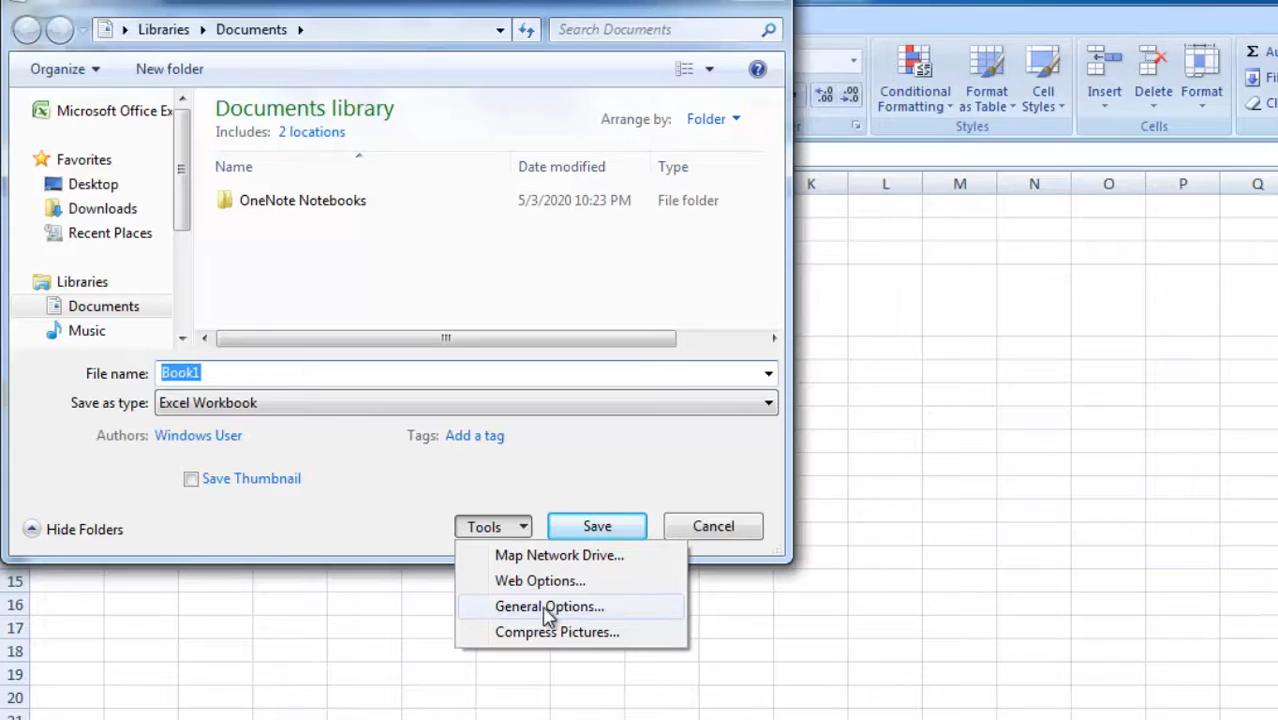 Libraries Documents Search Documents
Organize New folder
Microsoft Office Ex
Favorites
Desktop
Downloads
Recent Places
Libraries
Documents
Music
Documents library
Includes: 2 locations
Arrange by: Folder
Name Date modified Type
OneNote Notebooks 5/3/2020 10:23 PM File folder
File name: Book1
Save as type: Excel Workbook
Authors: Windows User Tags: Add a tag
Save Thumbnail
Hide Folders Tools Save Cancel
Map Network Drive...
Web Options...
General Options...
Compress Pictures...
Conditional Formatting
Format as Table
Cell Styles
Styles
Insert
Delete
Format
Cells
K L M N O P Q
15
16
17
18
19
20